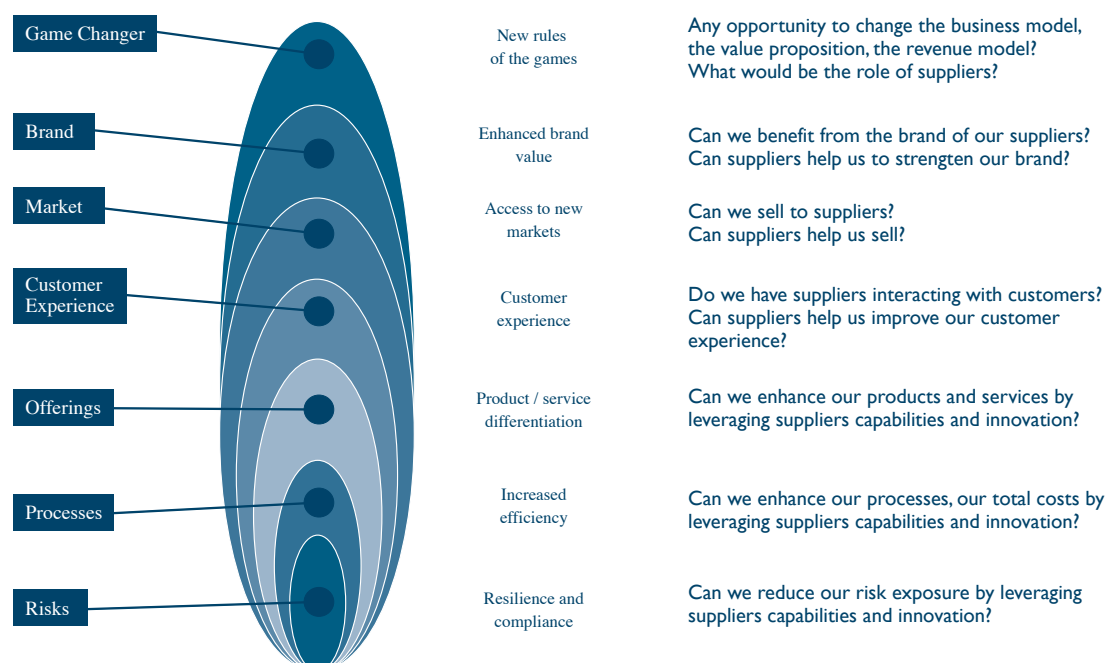 Game Changer
New rules
of the games
Any opportunity to change the business model,
the value proposition, the revenue model?
What would be the role of suppliers?
Brand
Enhanced brand
value
Can we benefit from the brand of our suppliers?
Can suppliers help us to strengten our brand?
Market
Access to new
markets
Can we sell to suppliers?
Can suppliers help us sell?
Customer
Experience
Customer
experience
Do we have suppliers interacting with customers?
Can suppliers help us improve our customer
experience?
Offerings
Product / service
differentiation
Can we enhance our products and services by
leveraging suppliers capabilities and innovation?
Processes
Increased
efficiency
Can we enhance our processes, our total costs by
leveraging suppliers capabilities and innovation?
Risks
Resilience and
compliance
Can we reduce our risk exposure by leveraging
suppliers capabilities and innovation?